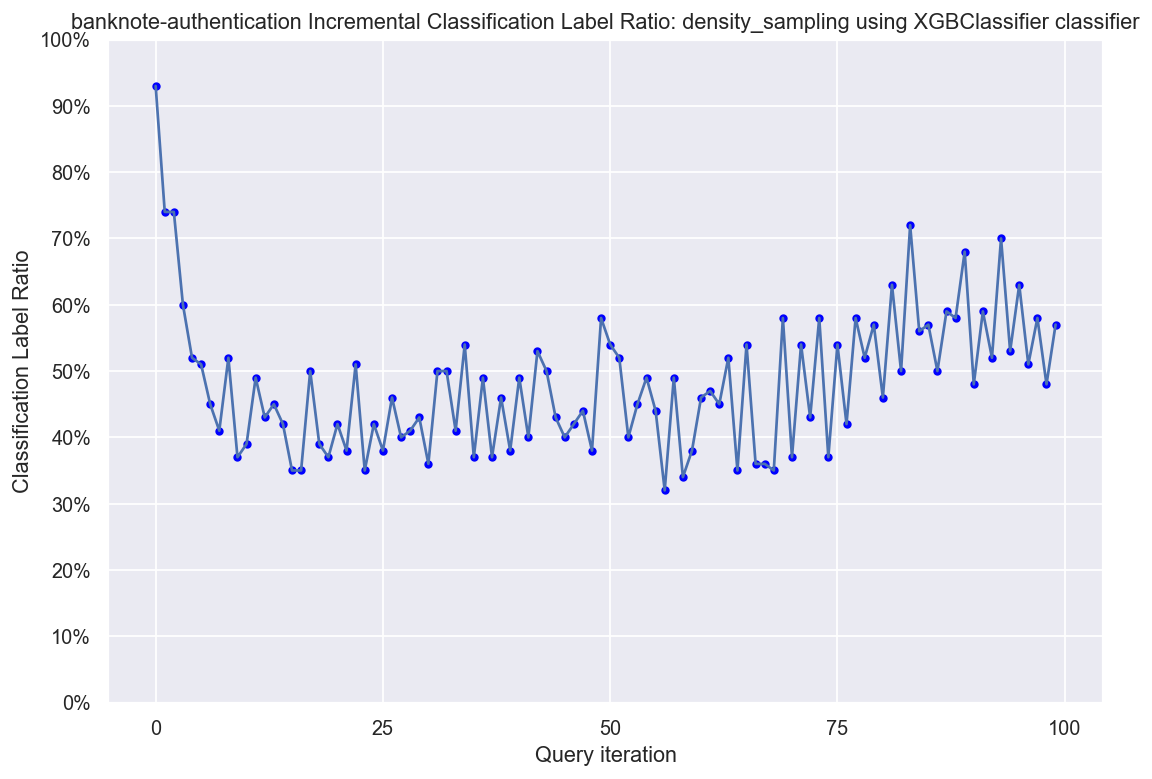 banknote-authentication Incremental Classification Label Ratio: density_sampling using XGBClassifier classifier
100%
90%
80%
70%
60%
50%
40%
30%
20%
10%
0%
Classification Label Ratio
0 25 50 75 100
Query iteration